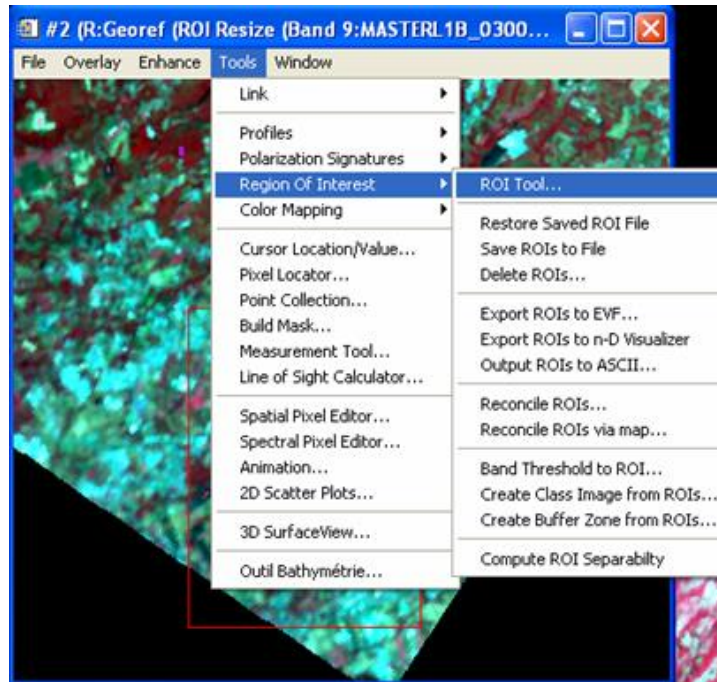 #2 (R:Georef (ROI Resize (Band 9:MASTERL1B_0300...
File Overlay Enhance Tools Window
Link
Profiles
Polarization Signatures
Region Of Interest
Color Mapping
Cursor Location/Value...
Pixel Locator...
Point Collection...
Build Mask...
Measurement Tool...
Line of Sight Calculator...
Spatial Pixel Editor...
Spectral Pixel Editor...
Animation...
2D Scatter Plots...
3D SurfaceView...
Outil Bathymétrie...
ROI Tool...
Restore Saved ROI File
Save ROIs to File
Delete ROIs...
Export ROIs to EVF...
Export ROIs to n-D Visualizer
Output ROIs to ASCII...
Reconcile ROIs...
Reconcile ROIs via map...
Band Threshold to ROI...
Create Class Image from ROIs...
Create Buffer Zone from ROIs...
Compute ROI Separabilty